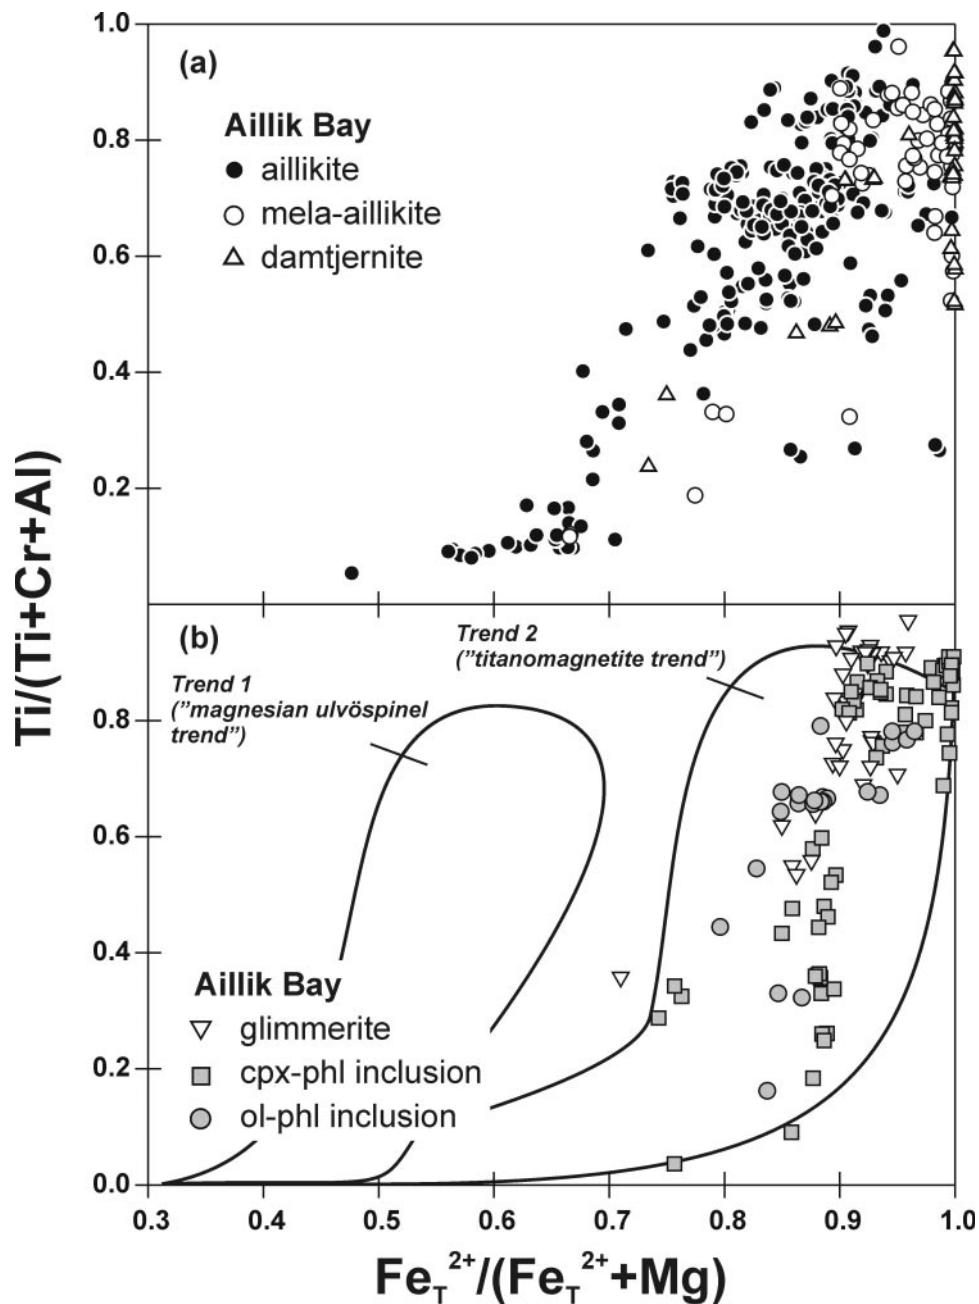 1.0
(a)
Aillik Bay
0.8
aillikite
mela-aillikite
damtjernite
0.6
0.4
0.2
Ti/(Ti+Cr+Al)
(b)
Trend 2
("titanomagnetite trend")
Trend 1
("magnesian ulvöspinel
trend")
0.8
0.6
0.4
Aillik Bay
glimmerite
cpx-phl inclusion
ol-phl inclusion
0.2
0.0
0.3 0.4 0.5 0.6 0.7 0.8 0.9 1.0
Fe_T²⁺/(Fe_T²⁺+Mg)